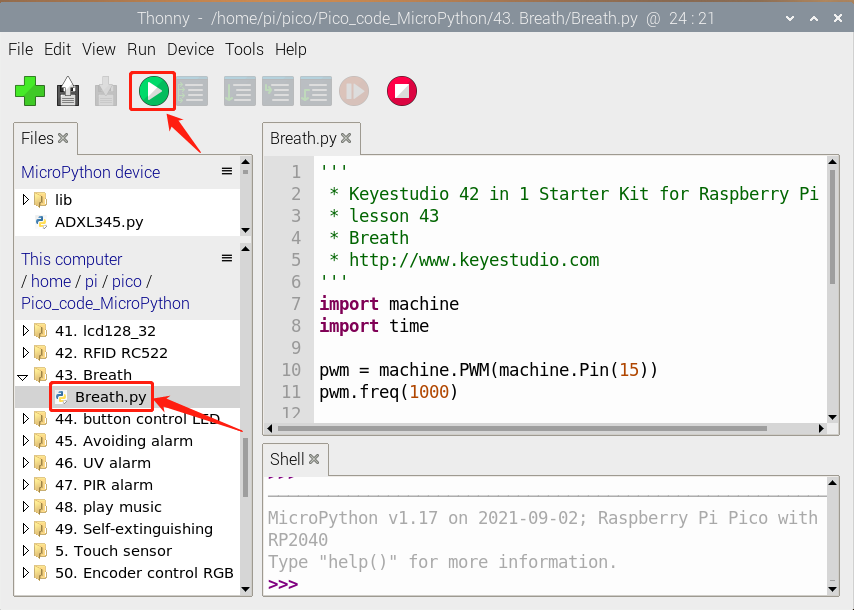 Thonny - /home/pi/pico/Pico_code_MicroPython/43. Breath/Breath.py @ 24 : 21
File Edit View Run Device Tools Help
Files
MicroPython device
lib
ADXL345.py
This computer
/ home / pi / pico /
Pico_code_MicroPython
41. lcd128_32
42. RFID RC522
43. Breath
Breath.py
44. button control LED
45. Avoiding alarm
46. UV alarm
47. PIR alarm
48. play music
49. Self-extinguishing
5. Touch sensor
50. Encoder control RGB
Breath.py
1 '''
2 * Keyestudio 42 in 1 Starter Kit for Raspberry Pi
3 * lesson 43
4 * Breath
5 * http://www.keyestudio.com
6 '''
7 import machine
8 import time
9
10 pwm = machine.PWM(machine.Pin(15))
11 pwm.freq(1000)
12
Shell
>>>
MicroPython v1.17 on 2021-09-02; Raspberry Pi Pico with
RP2040
Type "help()" for more information.
>>>